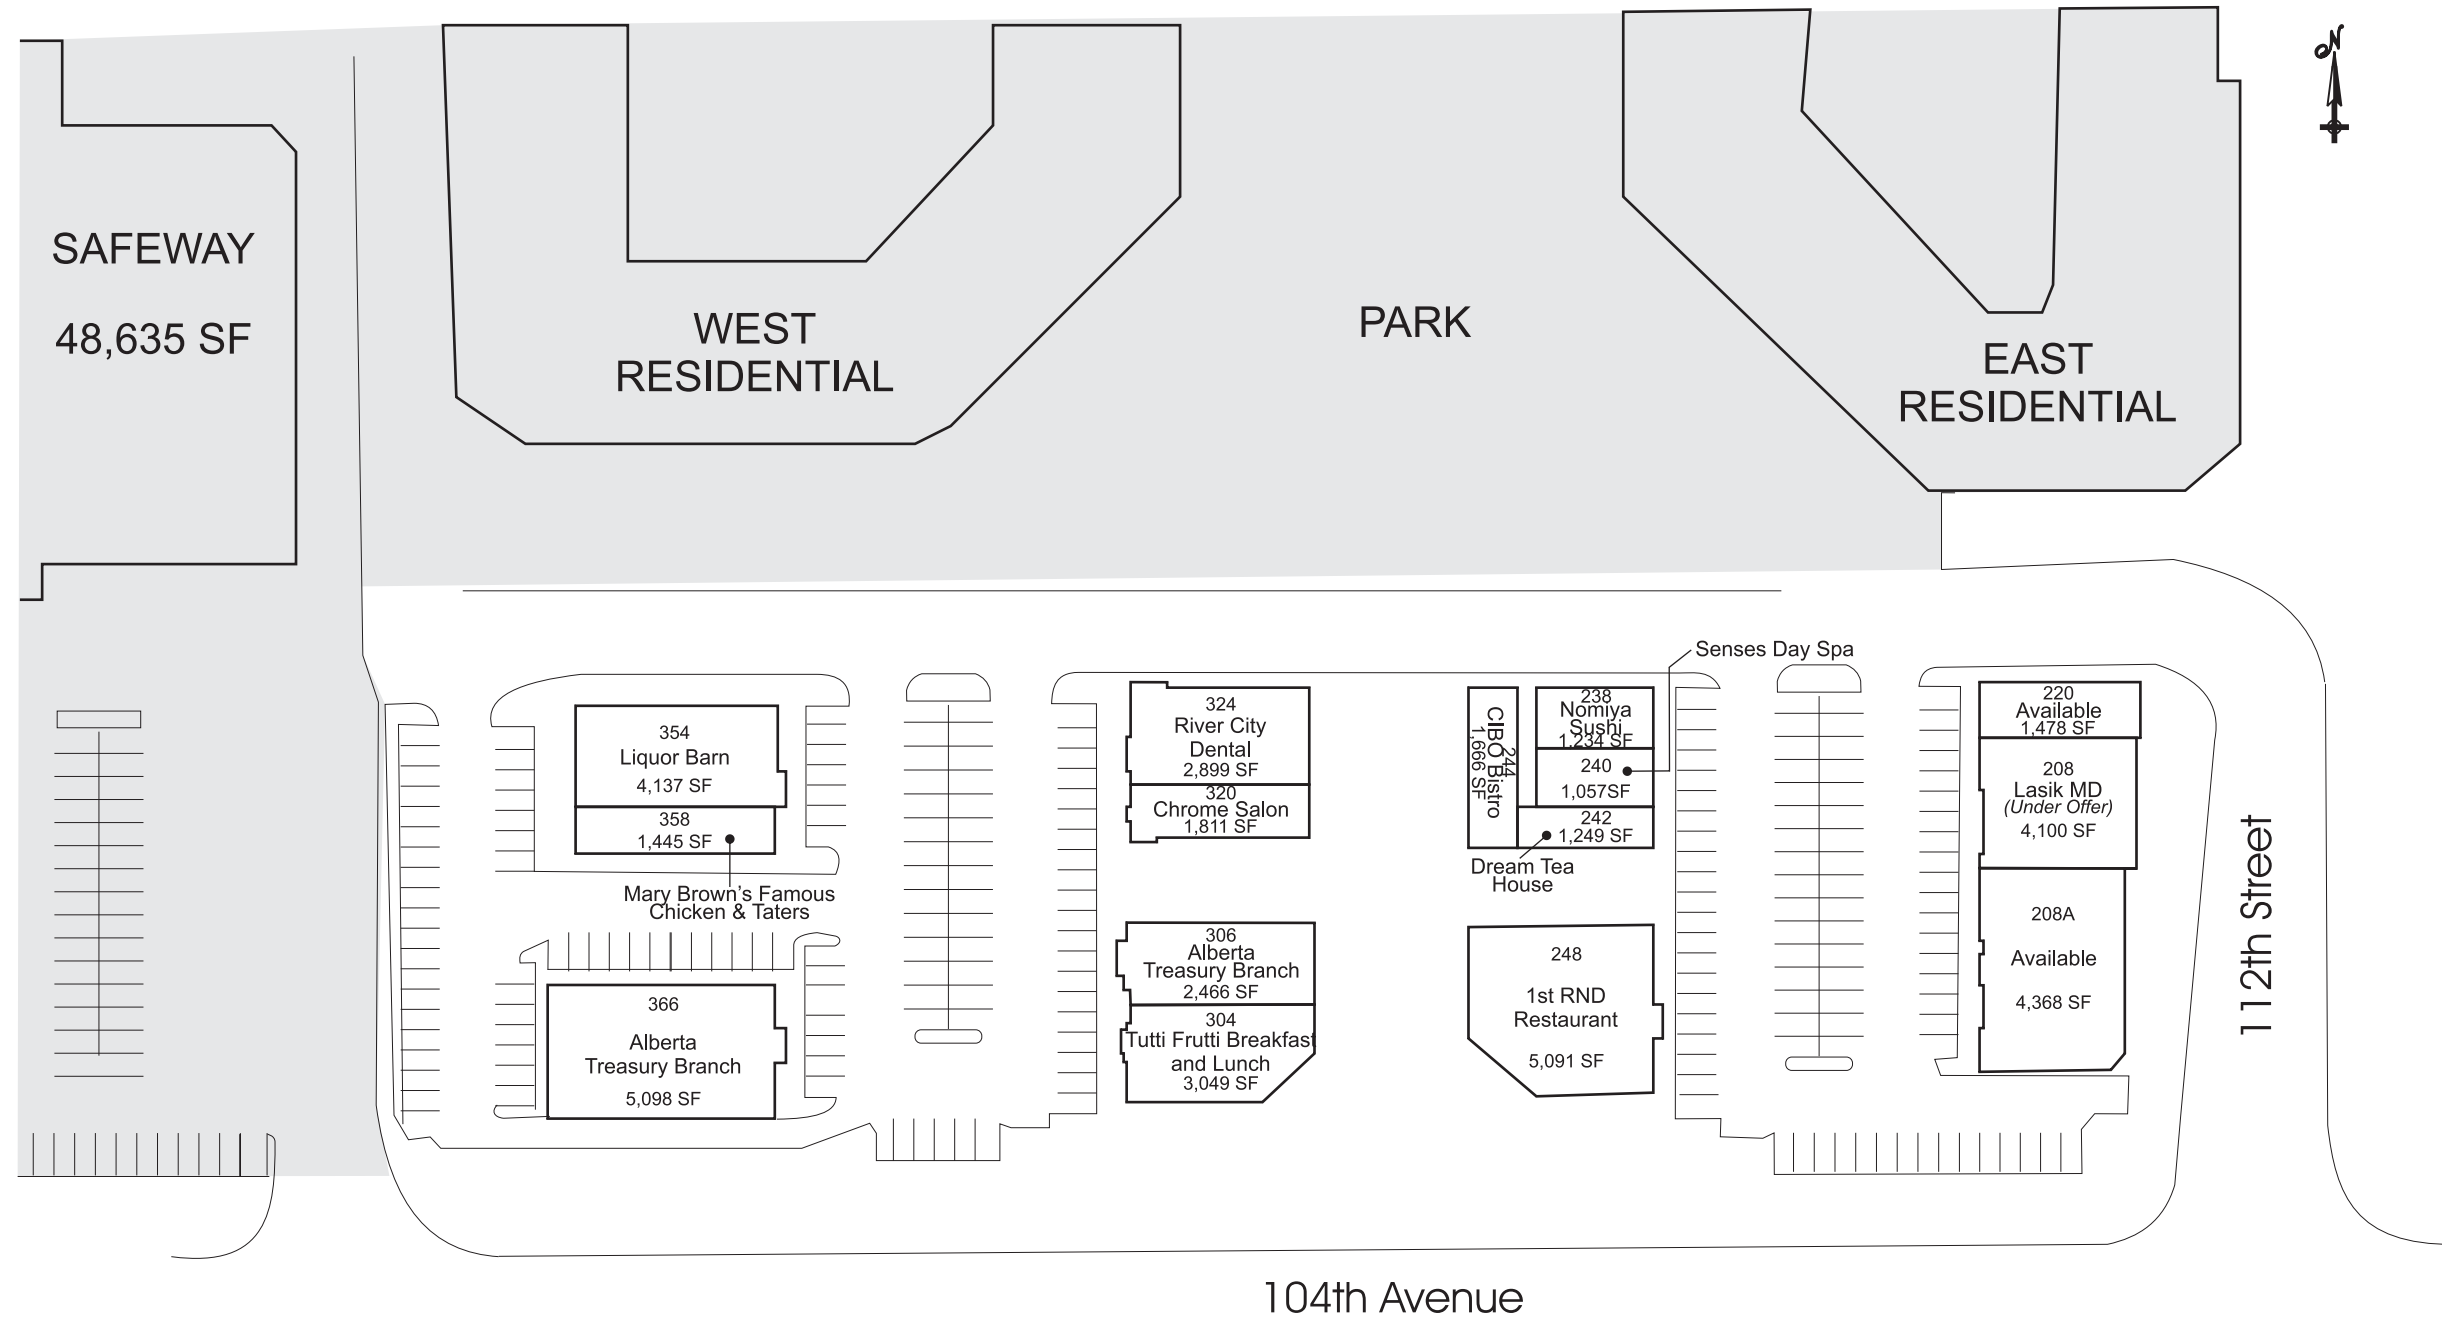 N
SAFEWAY
48,635 SF
WEST
RESIDENTIAL
PARK
EAST
RESIDENTIAL
Senses Day Spa
354
Liquor Barn
4,137 SF
358
1,445 SF
Mary Brown's Famous
Chicken & Taters
366
Alberta
Treasury Branch
5,098 SF
324
River City
Dental
2,899 SF
320
Chrome Salon
1,811 SF
306
Alberta
Treasury Branch
2,466 SF
304
Tutti Frutti Breakfast
and Lunch
3,049 SF
244
CIBO Bistro
1,666 SF
238
Nomiya
Sushi
1,234 SF
240
1,057SF
242
1,249 SF
Dream Tea
House
248
1st RND
Restaurant
5,091 SF
220
Available
1,478 SF
208
Lasik MD
(Under Offer)
4,100 SF
208A
Available
4,368 SF
112th Street
104th Avenue